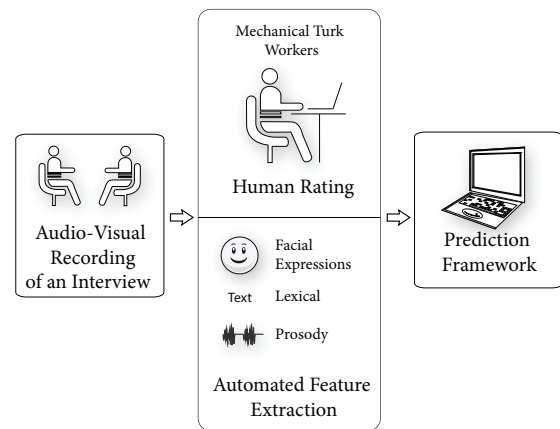 Audio-Visual
Recording
of an Interview
Mechanical Turk
Workers
Human Rating
Facial
Expressions
Text
Lexical
Prosody
Automated Feature
Extraction
Prediction
Framework